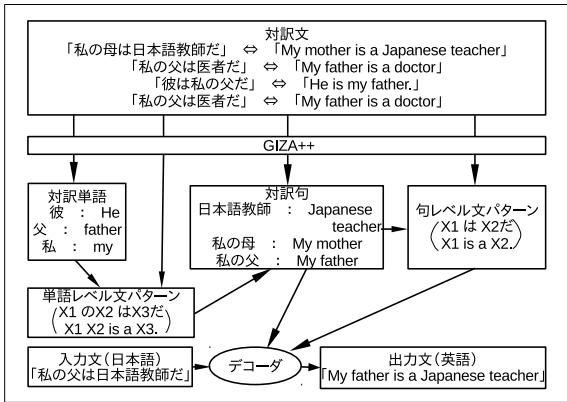 対訳文
「私の母は日本語教師だ」 ⇔ 「My mother is a Japanese teacher」
「私の父は医者だ」 ⇔ 「My father is a doctor」
「彼は私の父だ」 ⇔ 「He is my father.」
「私の父は医者だ」 ⇔ 「My father is a doctor」
GIZA++
対訳単語
彼 : He
父 : father
私 : my
対訳句
日本語教師 : Japanese
teacher
私の母 : My mother
私の父 : My father
句レベル文パターン
X1 は X2だ
X1 is a X2.
単語レベル文パターン
X1 のX2 はX3だ
X1 X2 is a X3.
入力文(日本語)
「私の父は日本語教師だ」
デコーダ
出力文(英語)
「My father is a Japanese teacher」